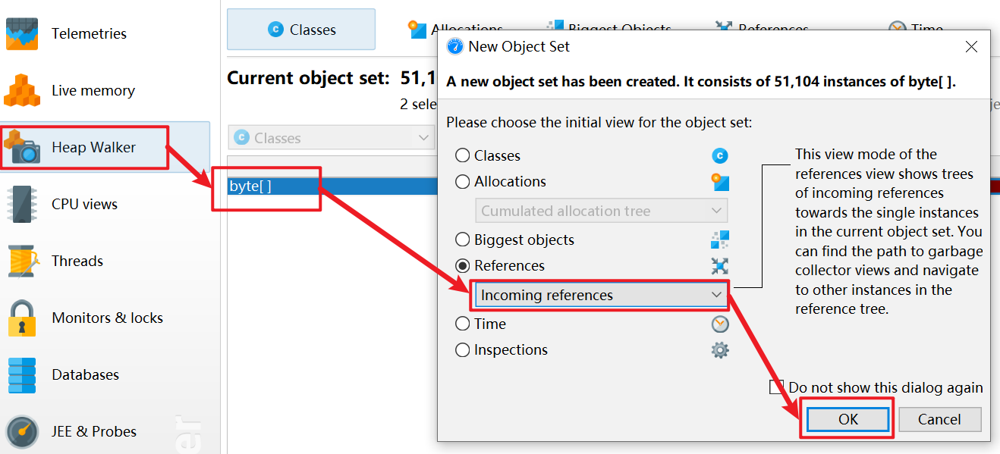 Telemetries
Live memory
Heap Walker
CPU views
Threads
Monitors & locks
Databases
JEE & Probes
er
Classes
Allocations
Biggest Objects
References
Time
Current object set: 51,1
2 sele
Classes
byte[ ]
New Object Set
A new object set has been created. It consists of 51,104 instances of byte[ ].
Please choose the initial view for the object set:
Classes
Allocations
Cumulated allocation tree
Biggest objects
References
Incoming references
Time
Inspections
This view mode of the
references view shows trees
of incoming references
towards the single instances
in the current object set. You
can find the path to garbage
collector views and navigate
to other instances in the
reference tree.
Do not show this dialog again
OK
Cancel